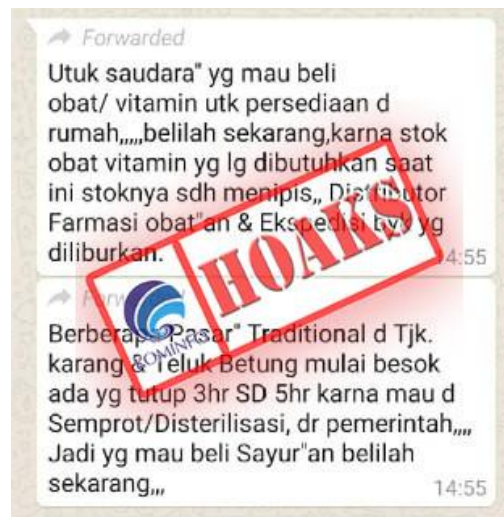 Forwarded
Utuk saudara" yg mau beli
obat/ vitamin utk persediaan d
rumah,,,,,belilah sekarang,karna stok
obat vitamin yg lg dibutuhkan saat
ini stoknya sdh menipis,, Distributor
Farmasi obat"an & Ekspedisi byk yg
diliburkan.
14:55
HOAKS
KOMINFO
Forwarded
Berberapa Pasar" Traditional d Tjk.
karang & Teluk Betung mulai besok
ada yg tutup 3hr SD 5hr karna mau d
Semprot/Disterilisasi, dr pemerintah,,,,
Jadi yg mau beli Sayur"an belilah
sekarang,,,
14:55